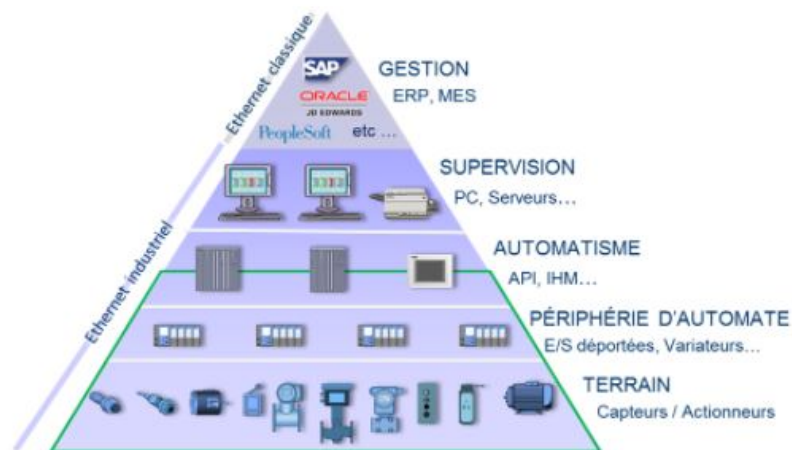 « Ethernet classique »
SAP
GESTION
ORACLE
ERP, MES
JD EDWARDS
PeopleSoft etc ...
SUPERVISION
PC, Serveurs...
Ethernet industriel
AUTOMATISME
API, IHM...
PÉRIPHÉRIE D'AUTOMATE
E/S déportées, Variateurs...
TERRAIN
Capteurs / Actionneurs